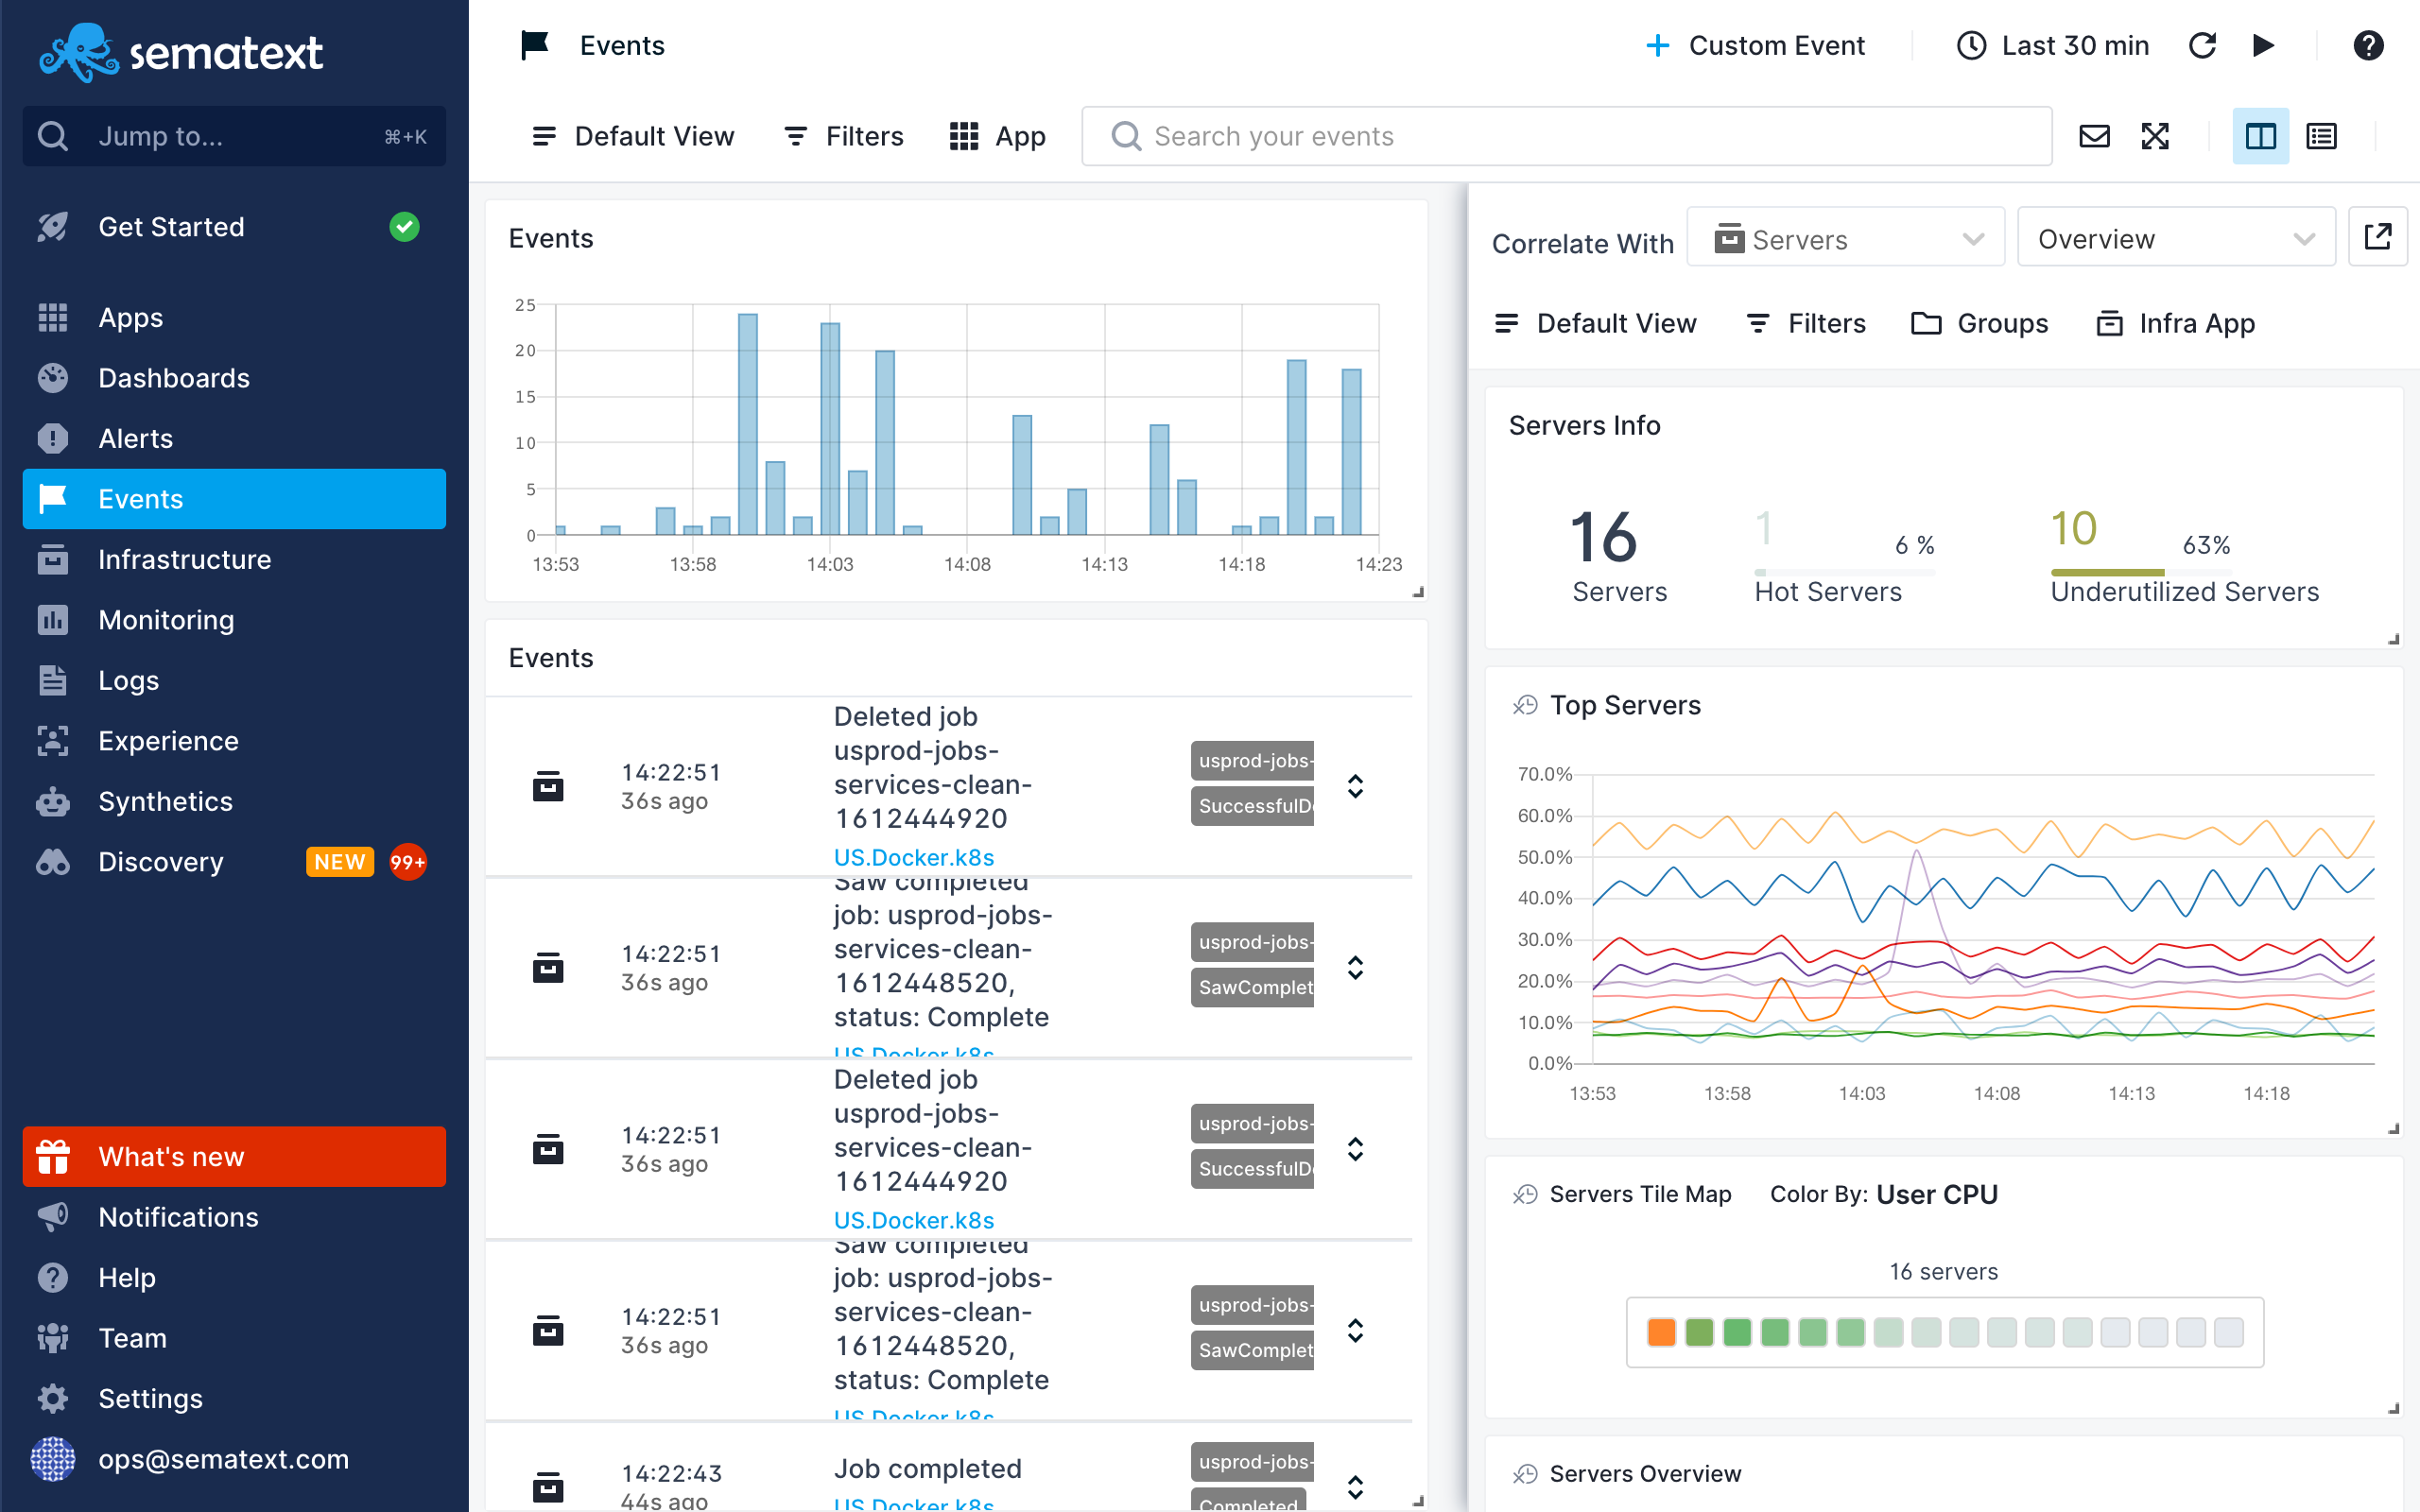 sematext
Jump to...
⌘+K
Get Started
Apps
Dashboards
Alerts
Events
Infrastructure
Monitoring
Logs
Experience
Synthetics
Discovery
NEW
99+
What's new
Notifications
Help
Team
Settings
ops@sematext.com
Events
Custom Event
Last 30 min
Default View
Filters
App
Search your events
Events
25
20
15
10
5
0
13:53
13:58
14:03
14:08
14:13
14:18
14:23
Events
14:22:51
36s ago
Deleted job
usprod-jobs-
services-clean-
1612444920
US.Docker.k8s
usprod-jobs-
SuccessfulD
14:22:51
36s ago
Saw completed
job: usprod-jobs-
services-clean-
1612448520,
status: Complete
US.Docker.k8s
usprod-jobs-
SawComplet
14:22:51
36s ago
Deleted job
usprod-jobs-
services-clean-
1612444920
US.Docker.k8s
usprod-jobs-
SuccessfulD
14:22:51
36s ago
Saw completed
job: usprod-jobs-
services-clean-
1612448520,
status: Complete
US.Docker.k8s
usprod-jobs-
SawComplet
14:22:43
44s ago
Job completed
US.Docker.k8s
usprod-jobs-
Completed
Correlate With
Servers
Overview
Default View
Filters
Groups
Infra App
Servers Info
16
Servers
1
6 %
Hot Servers
10
63%
Underutilized Servers
Top Servers
70.0%
60.0%
50.0%
40.0%
30.0%
20.0%
10.0%
0.0%
13:53
13:58
14:03
14:08
14:13
14:18
Servers Tile Map
Color By: User CPU
16 servers
Servers Overview